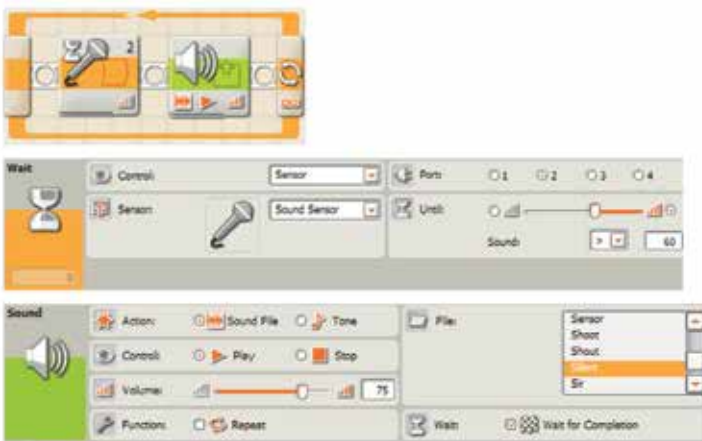 2
Wait
Control: Sensor
Port: 1 2 3 4
Sensor: Sound Sensor
Until:
Sound: > 60
Sound
Action: Sound File Tone
File: Sensor
Shoot
Shout
Silent
Sir
Control: Play Stop
Volume: 75
Function: Repeat
Wait: Wait for Completion